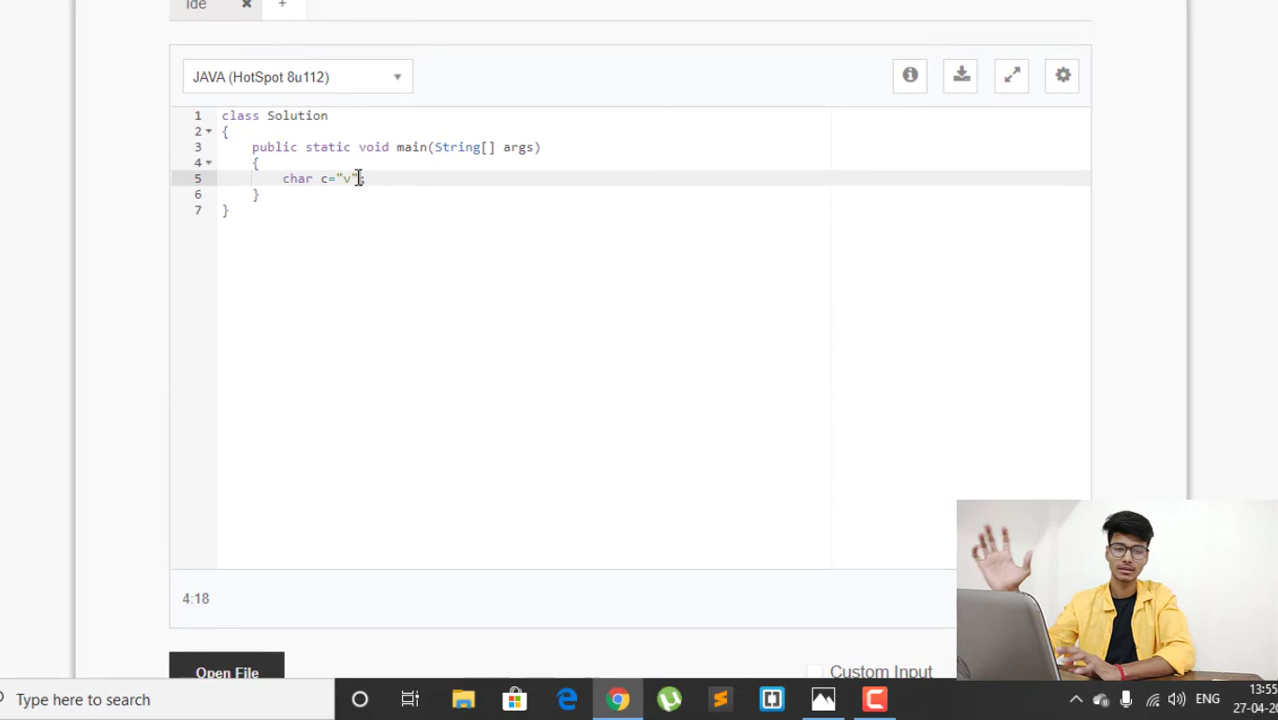 Ide
JAVA (HotSpot 8u112)
1 class Solution
2 {
3 public static void main(String[] args)
4 {
5 char c="v";
6 }
7 }
4:18
Open File
Custom Input
Type here to search
ENG
13:55
27-04-20